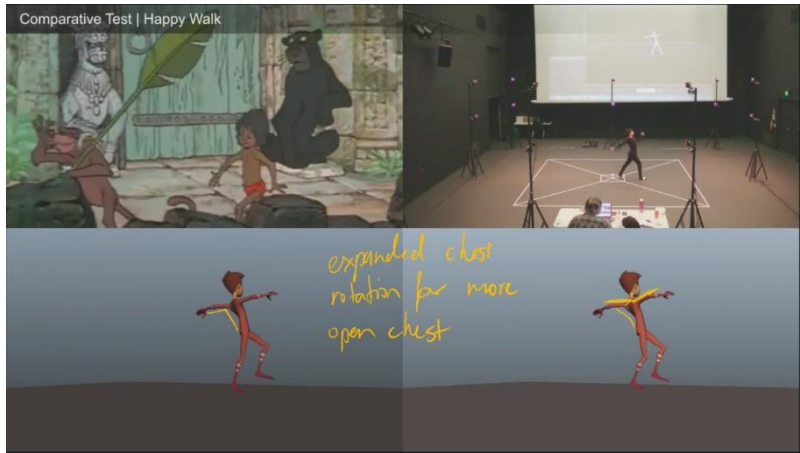 Comparative Test | Happy Walk
expanded chest
rotation for more
open chest